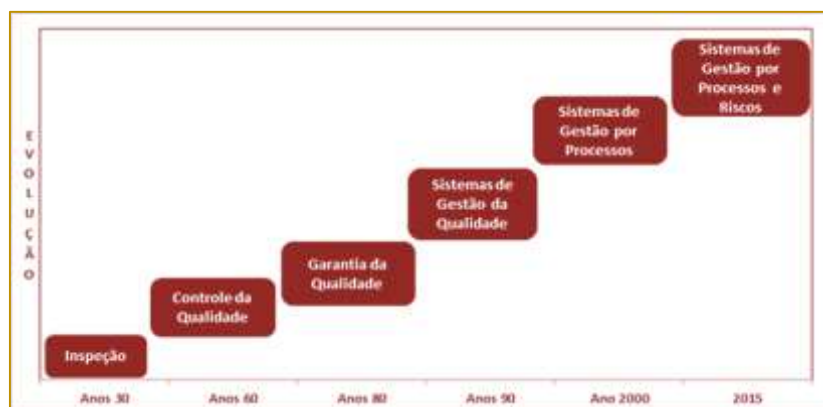 EVOLUÇÃO
Sistemas de
Gestão por
Processos e
Riscos
Sistemas de
Gestão por
Processos
Sistemas de
Gestão da
Qualidade
Garantia da
Qualidade
Controle da
Qualidade
Inspeção
Anos 30
Anos 60
Anos 80
Anos 90
Ano 2000
2015